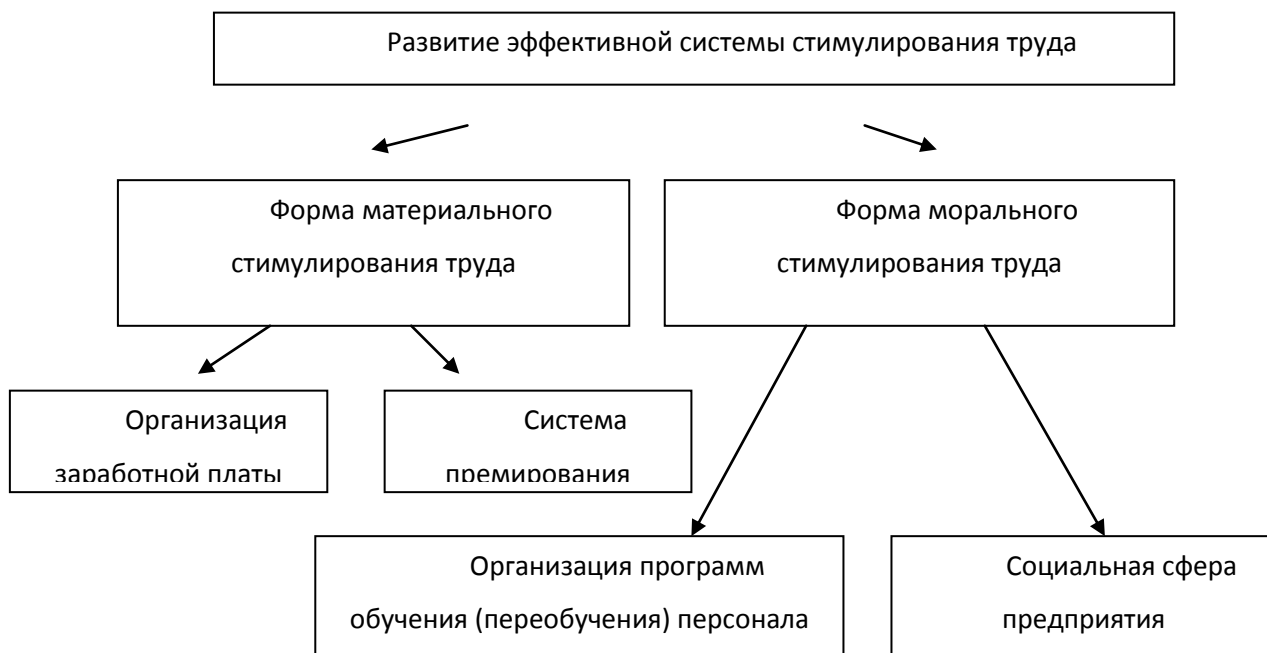 Развитие эффективной системы стимулирования труда
Форма материального
стимулирования труда
Форма морального
стимулирования труда
Организация
заработной платы
Система
премирования
Организация программ
обучения (переобучения) персонала
Социальная сфера
предприятия